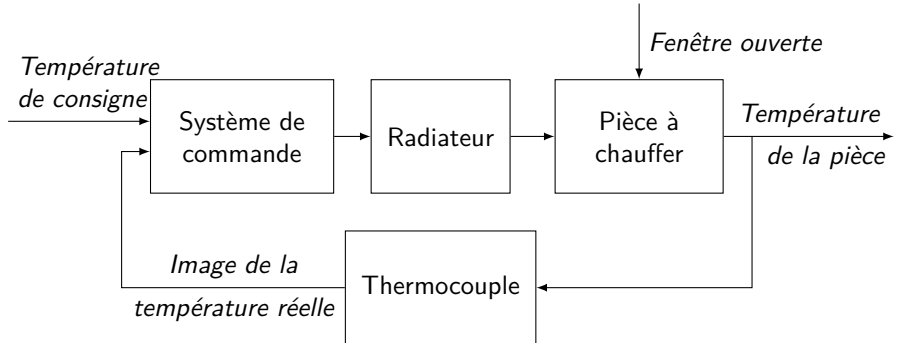 Température
de consigne
Système de
commande
Radiateur
Fenêtre ouverte
Pièce à
chauffer
Température
de la pièce
Image de la
température réelle
Thermocouple